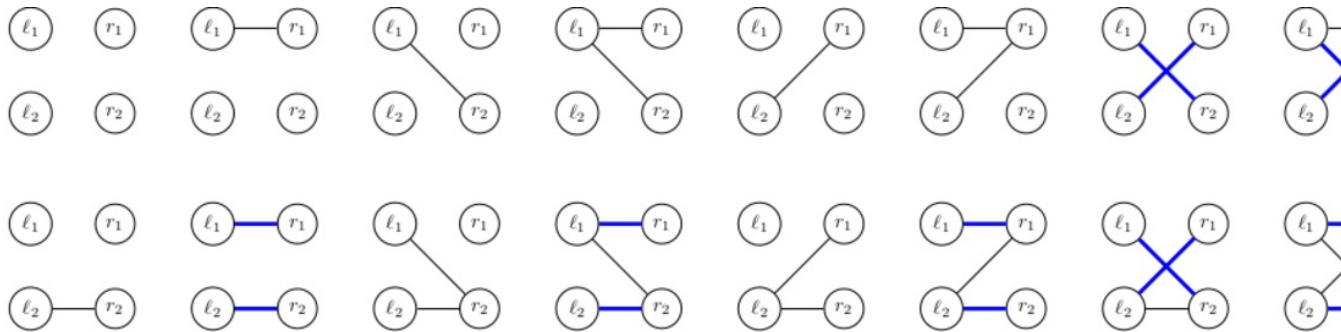 ℓ₁ r₁ ℓ₁ r₁ ℓ₁ r₁ ℓ₁ r₁ ℓ₁ r₁ ℓ₁ r₁ ℓ₁ r₁ ℓ₁
ℓ₂ r₂ ℓ₂ r₂ ℓ₂ r₂ ℓ₂ r₂ ℓ₂ r₂ ℓ₂ r₂ ℓ₂ r₂ ℓ₂
ℓ₁ r₁ ℓ₁ r₁ ℓ₁ r₁ ℓ₁ r₁ ℓ₁ r₁ ℓ₁ r₁ ℓ₁ r₁ ℓ₁
ℓ₂ r₂ ℓ₂ r₂ ℓ₂ r₂ ℓ₂ r₂ ℓ₂ r₂ ℓ₂ r₂ ℓ₂ r₂ ℓ₂